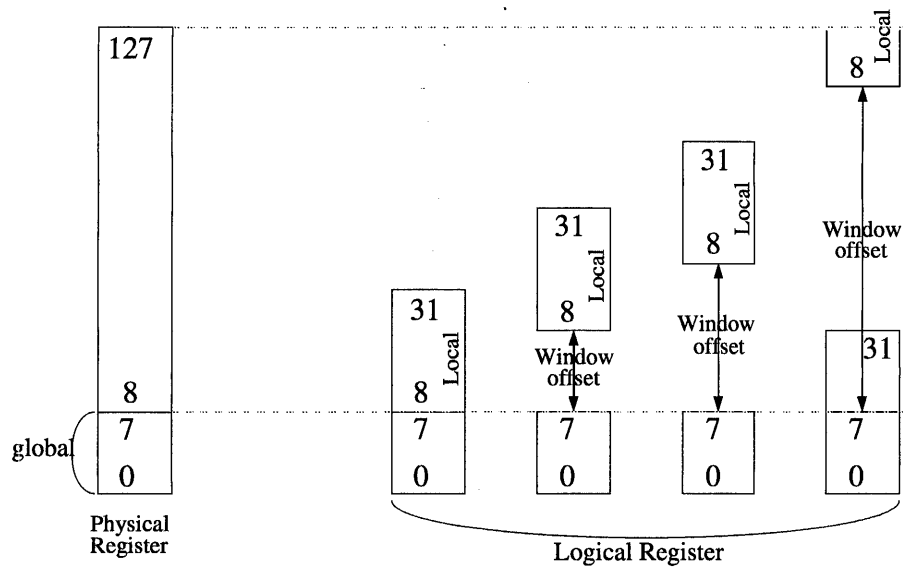 127
8
7
0
global
Physical
Register
31
Local
8
7
0
31
Local
8
Window
offset
7
0
31
Local
8
Window
offset
7
0
Local
8
Window
offset
31
7
0
Logical Register